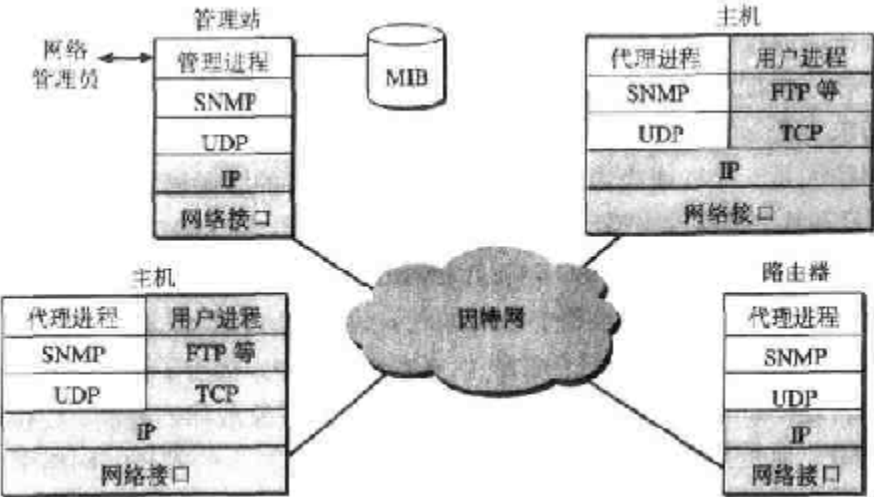 管理站
网络
管理员
管理进程
SNMP
UDP
IP
网络接口
MIB
主机
代理进程 用户进程
SNMP FTP 等
UDP TCP
IP
网络接口
因特网
主机
代理进程 用户进程
SNMP FTP 等
UDP TCP
IP
网络接口
路由器
代理进程
SNMP
UDP
IP
网络接口